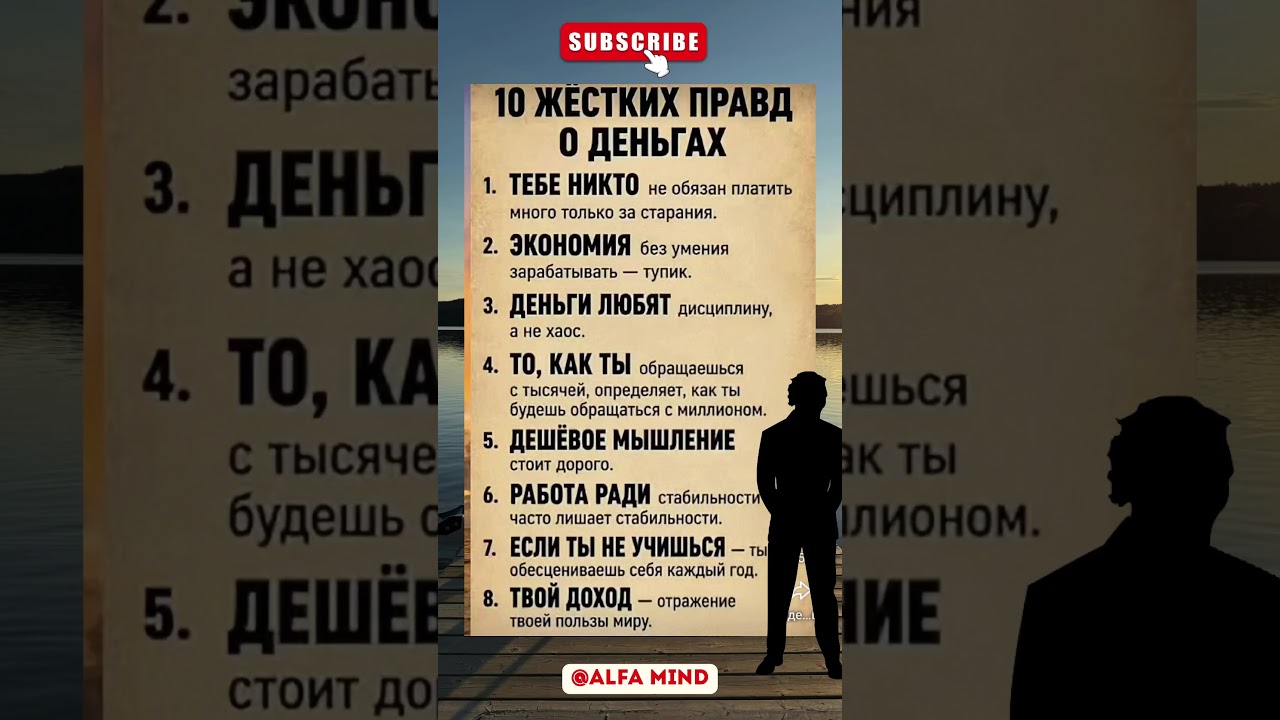 SUBSCRIBE
10 ЖЁСТКИХ ПРАВД
О ДЕНЬГАХ
1. ТЕБЕ НИКТО не обязан платить
много только за старания.
2. ЭКОНОМИЯ без умения
зарабатывать — тупик.
3. ДЕНЬГИ ЛЮБЯТ дисциплину,
а не хаос.
4. ТО, КАК ТЫ обращаешься
с тысячей, определяет, как ты
будешь обращаться с миллионом.
5. ДЕШЁВОЕ МЫШЛЕНИЕ
стоит дорого.
6. РАБОТА РАДИ стабильности
часто лишает стабильности.
7. ЕСЛИ ТЫ НЕ УЧИШЬСЯ — ты
обесцениваешь себя каждый год.
8. ТВОЙ ДОХОД — отражение
твоей пользы миру.
@ALFA MIND